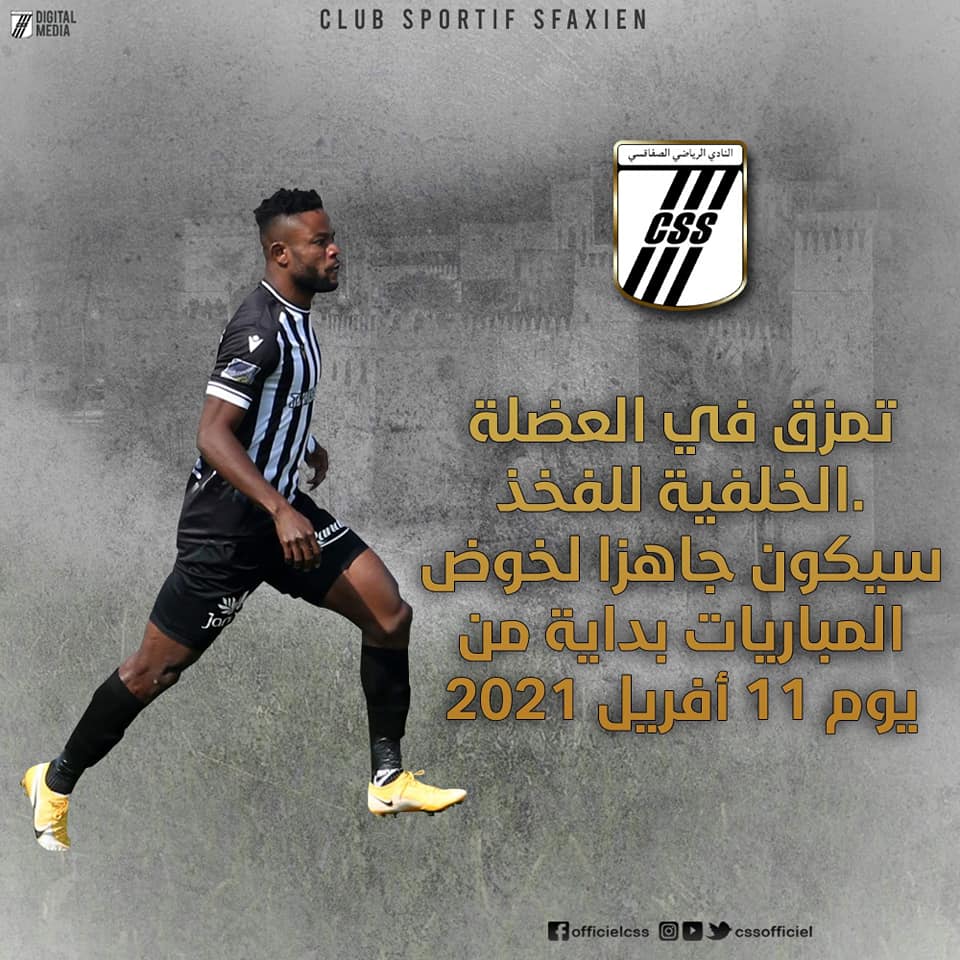 DIGITAL
MEDIA
CLUB SPORTIF SFAXIEN
النادي الرياضي الصفاقسي
CSS
تمزق في العضلة
الخلفية للفخذ.
سيكون جاهزا لخوض
المباريات بداية من
يوم 11 أفريل 2021
officielcss cssofficiel